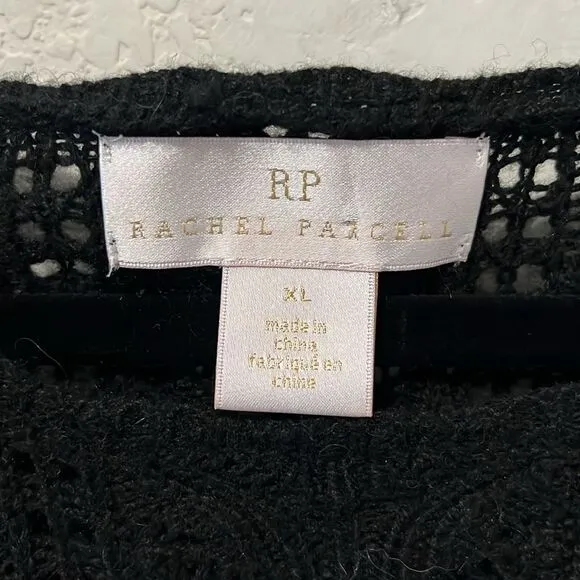 RP
RACHEL PARCELL
XL
made in
china
fabriqué en
chine